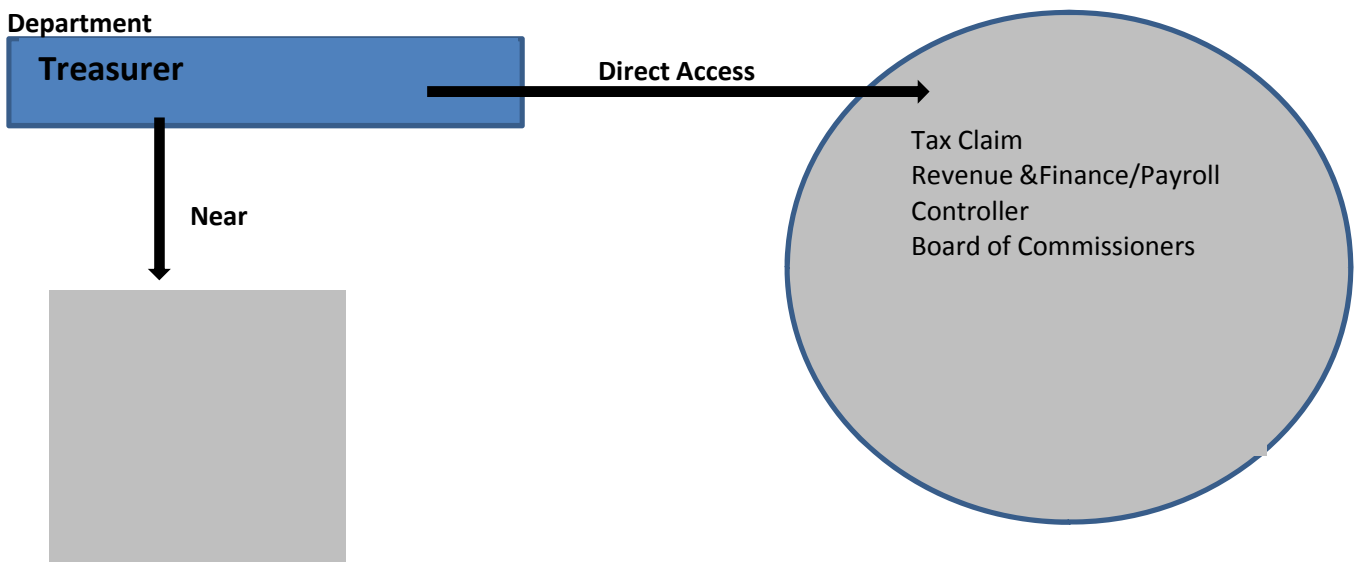 Department
Treasurer
Direct Access
Tax Claim
Revenue &Finance/Payroll
Controller
Board of Commissioners
Near